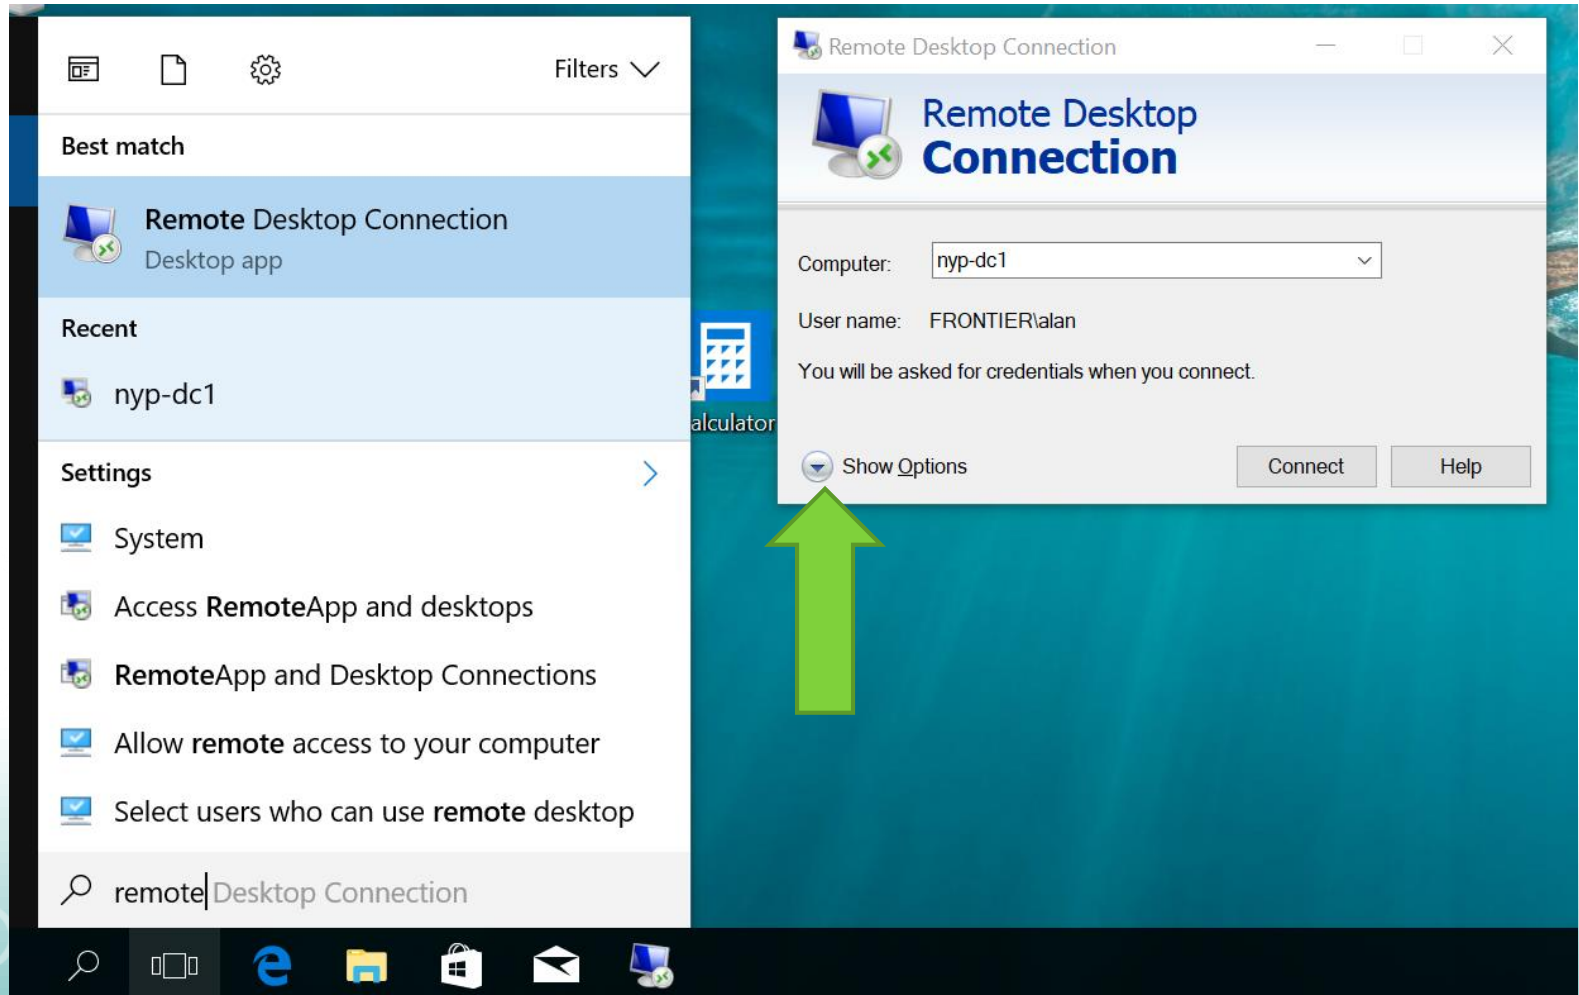 Filters
Best match
Remote Desktop Connection
Desktop app
Recent
nyp-dc1
Settings
System
Access RemoteApp and desktops
RemoteApp and Desktop Connections
Allow remote access to your computer
Select users who can use remote desktop
remote Desktop Connection
alculator
Remote Desktop Connection
Remote Desktop
Connection
Computer: nyp-dc1
User name: FRONTIER\alan
You will be asked for credentials when you connect.
Show Options Connect Help